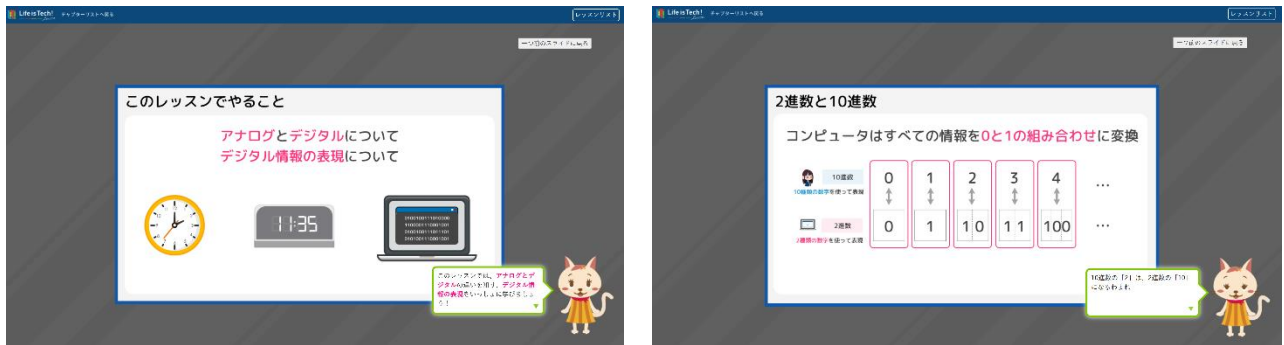 Life is Tech!
チャプターリストへ戻る
レッスンリスト
一つ前のスライドに戻る
このレッスンでやること
アナログとデジタルについて
デジタル情報の表現について
11:35
このレッスンでは、アナログとデ
ジタルの違いを知り、デジタル情
報の表現をいっしょに学びましょ
う!
Life is Tech!
チャプターリストへ戻る
レッスンリスト
一つ前のスライドに戻る
2進数と10進数
コンピュータはすべての情報を0と1の組み合わせに変換
10進数
10種類の数字を使って表現
0 1 2 3 4 ...
2進数
2種類の数字を使って表現
0 1 10 11 100 ...
10進数の「2」は、2進数の「10」
になるわよね